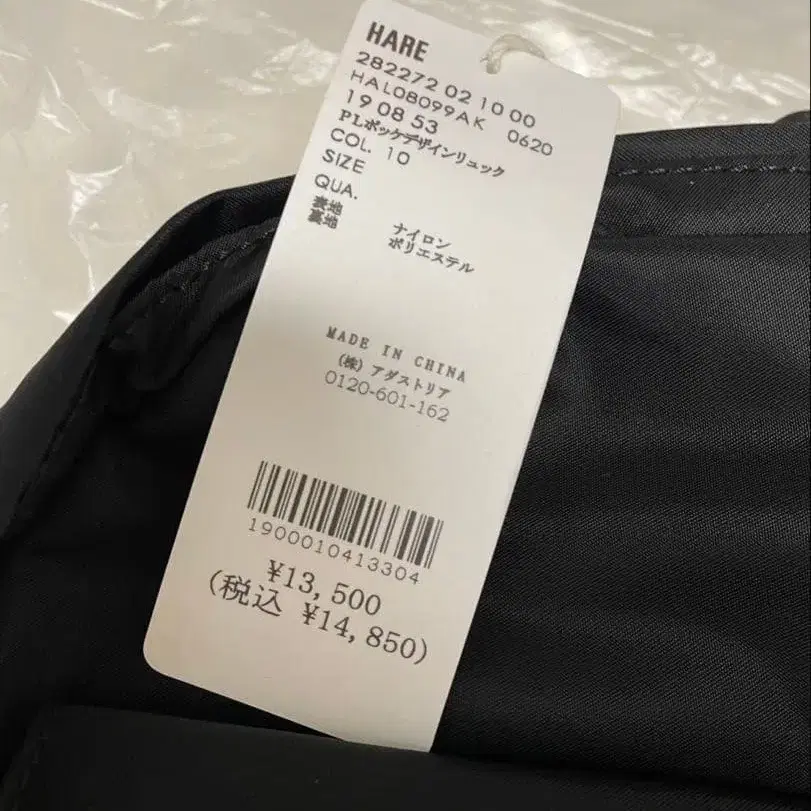 HARE
282272 02 10 00
HAL08099AK 0620
19 08 53
PLポッケデザインリュック
COL. 10
SIZE
QUA.
表地 ナイロン
裏地 ポリエステル
MADE IN CHINA
(株) アダストリア
0120-601-162
1900010413304
¥13,500
(税込 ¥14,850)